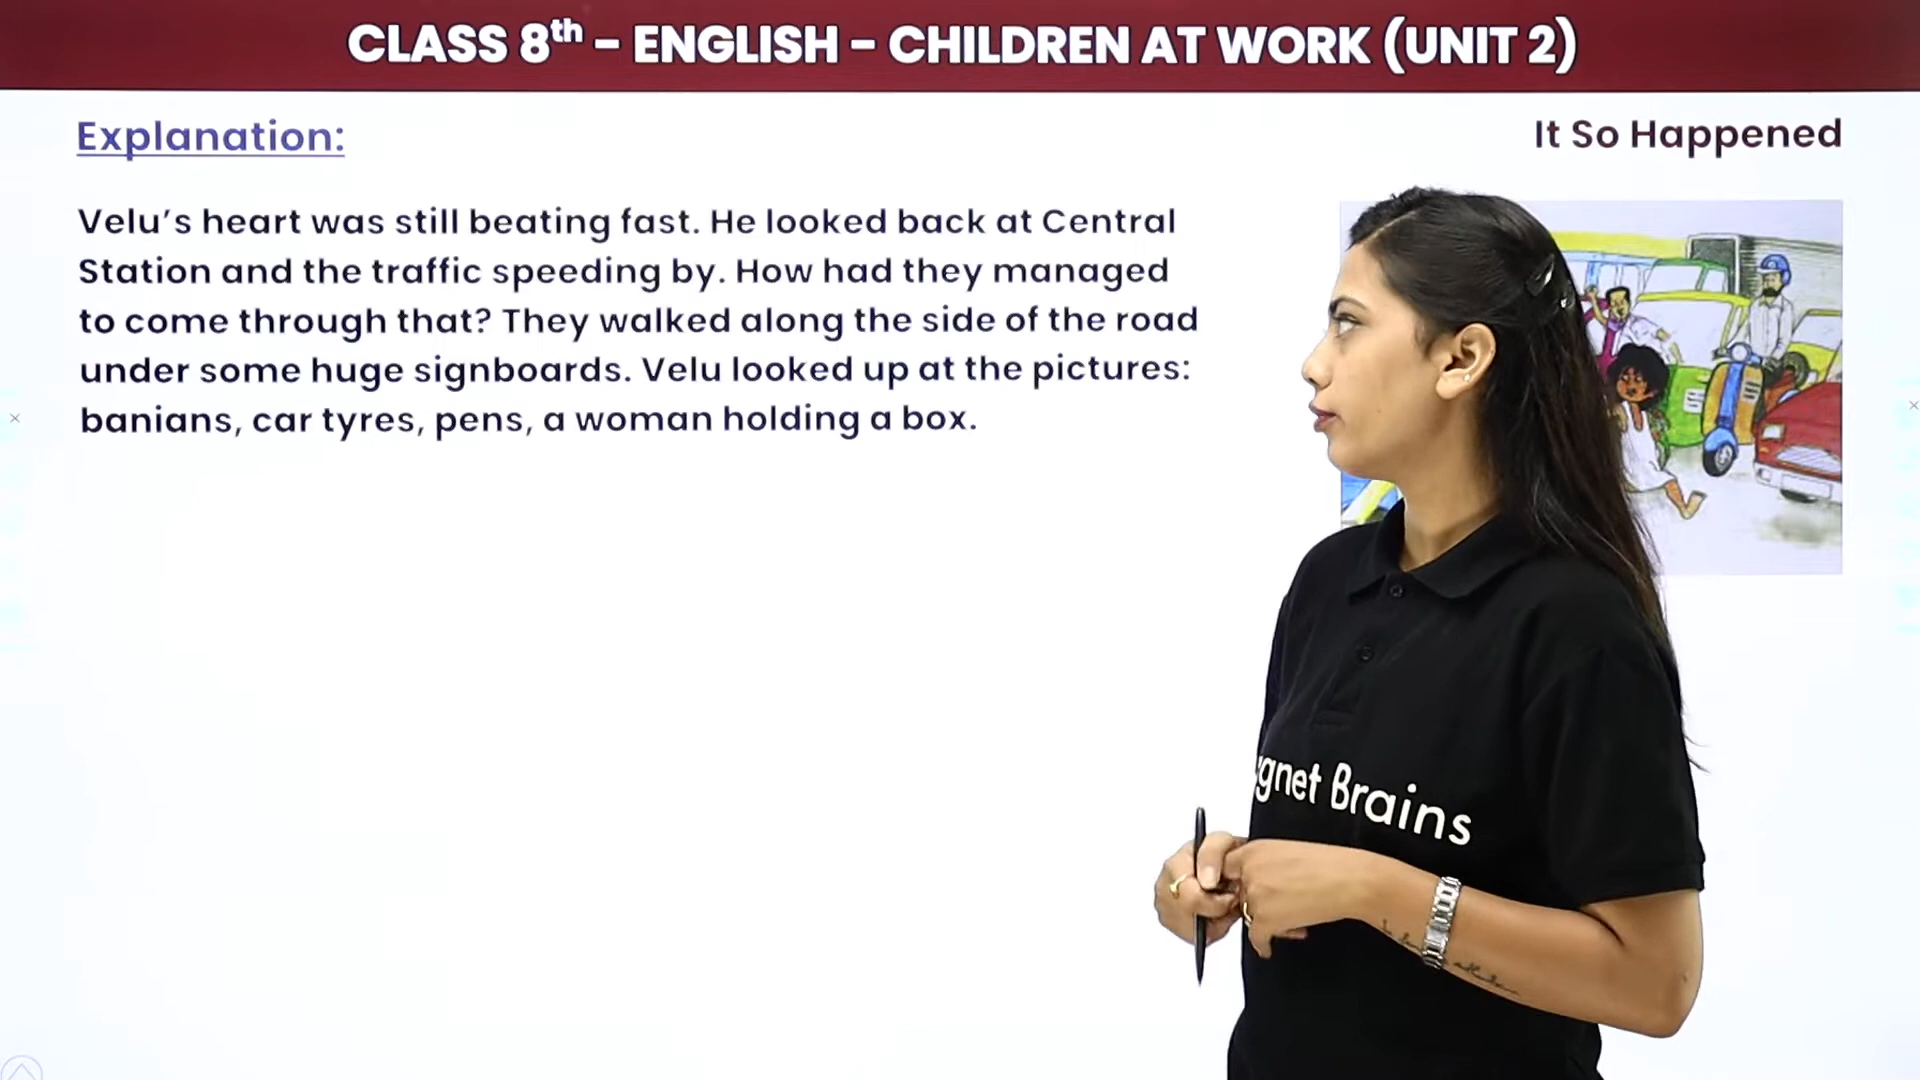 CLASS 8th – ENGLISH – CHILDREN AT WORK (UNIT 2)
Explanation:
It So Happened
Velu's heart was still beating fast. He looked back at Central
Station and the traffic speeding by. How had they managed
to come through that? They walked along the side of the road
under some huge signboards. Velu looked up at the pictures:
banians, car tyres, pens, a woman holding a box.
gnet Brains